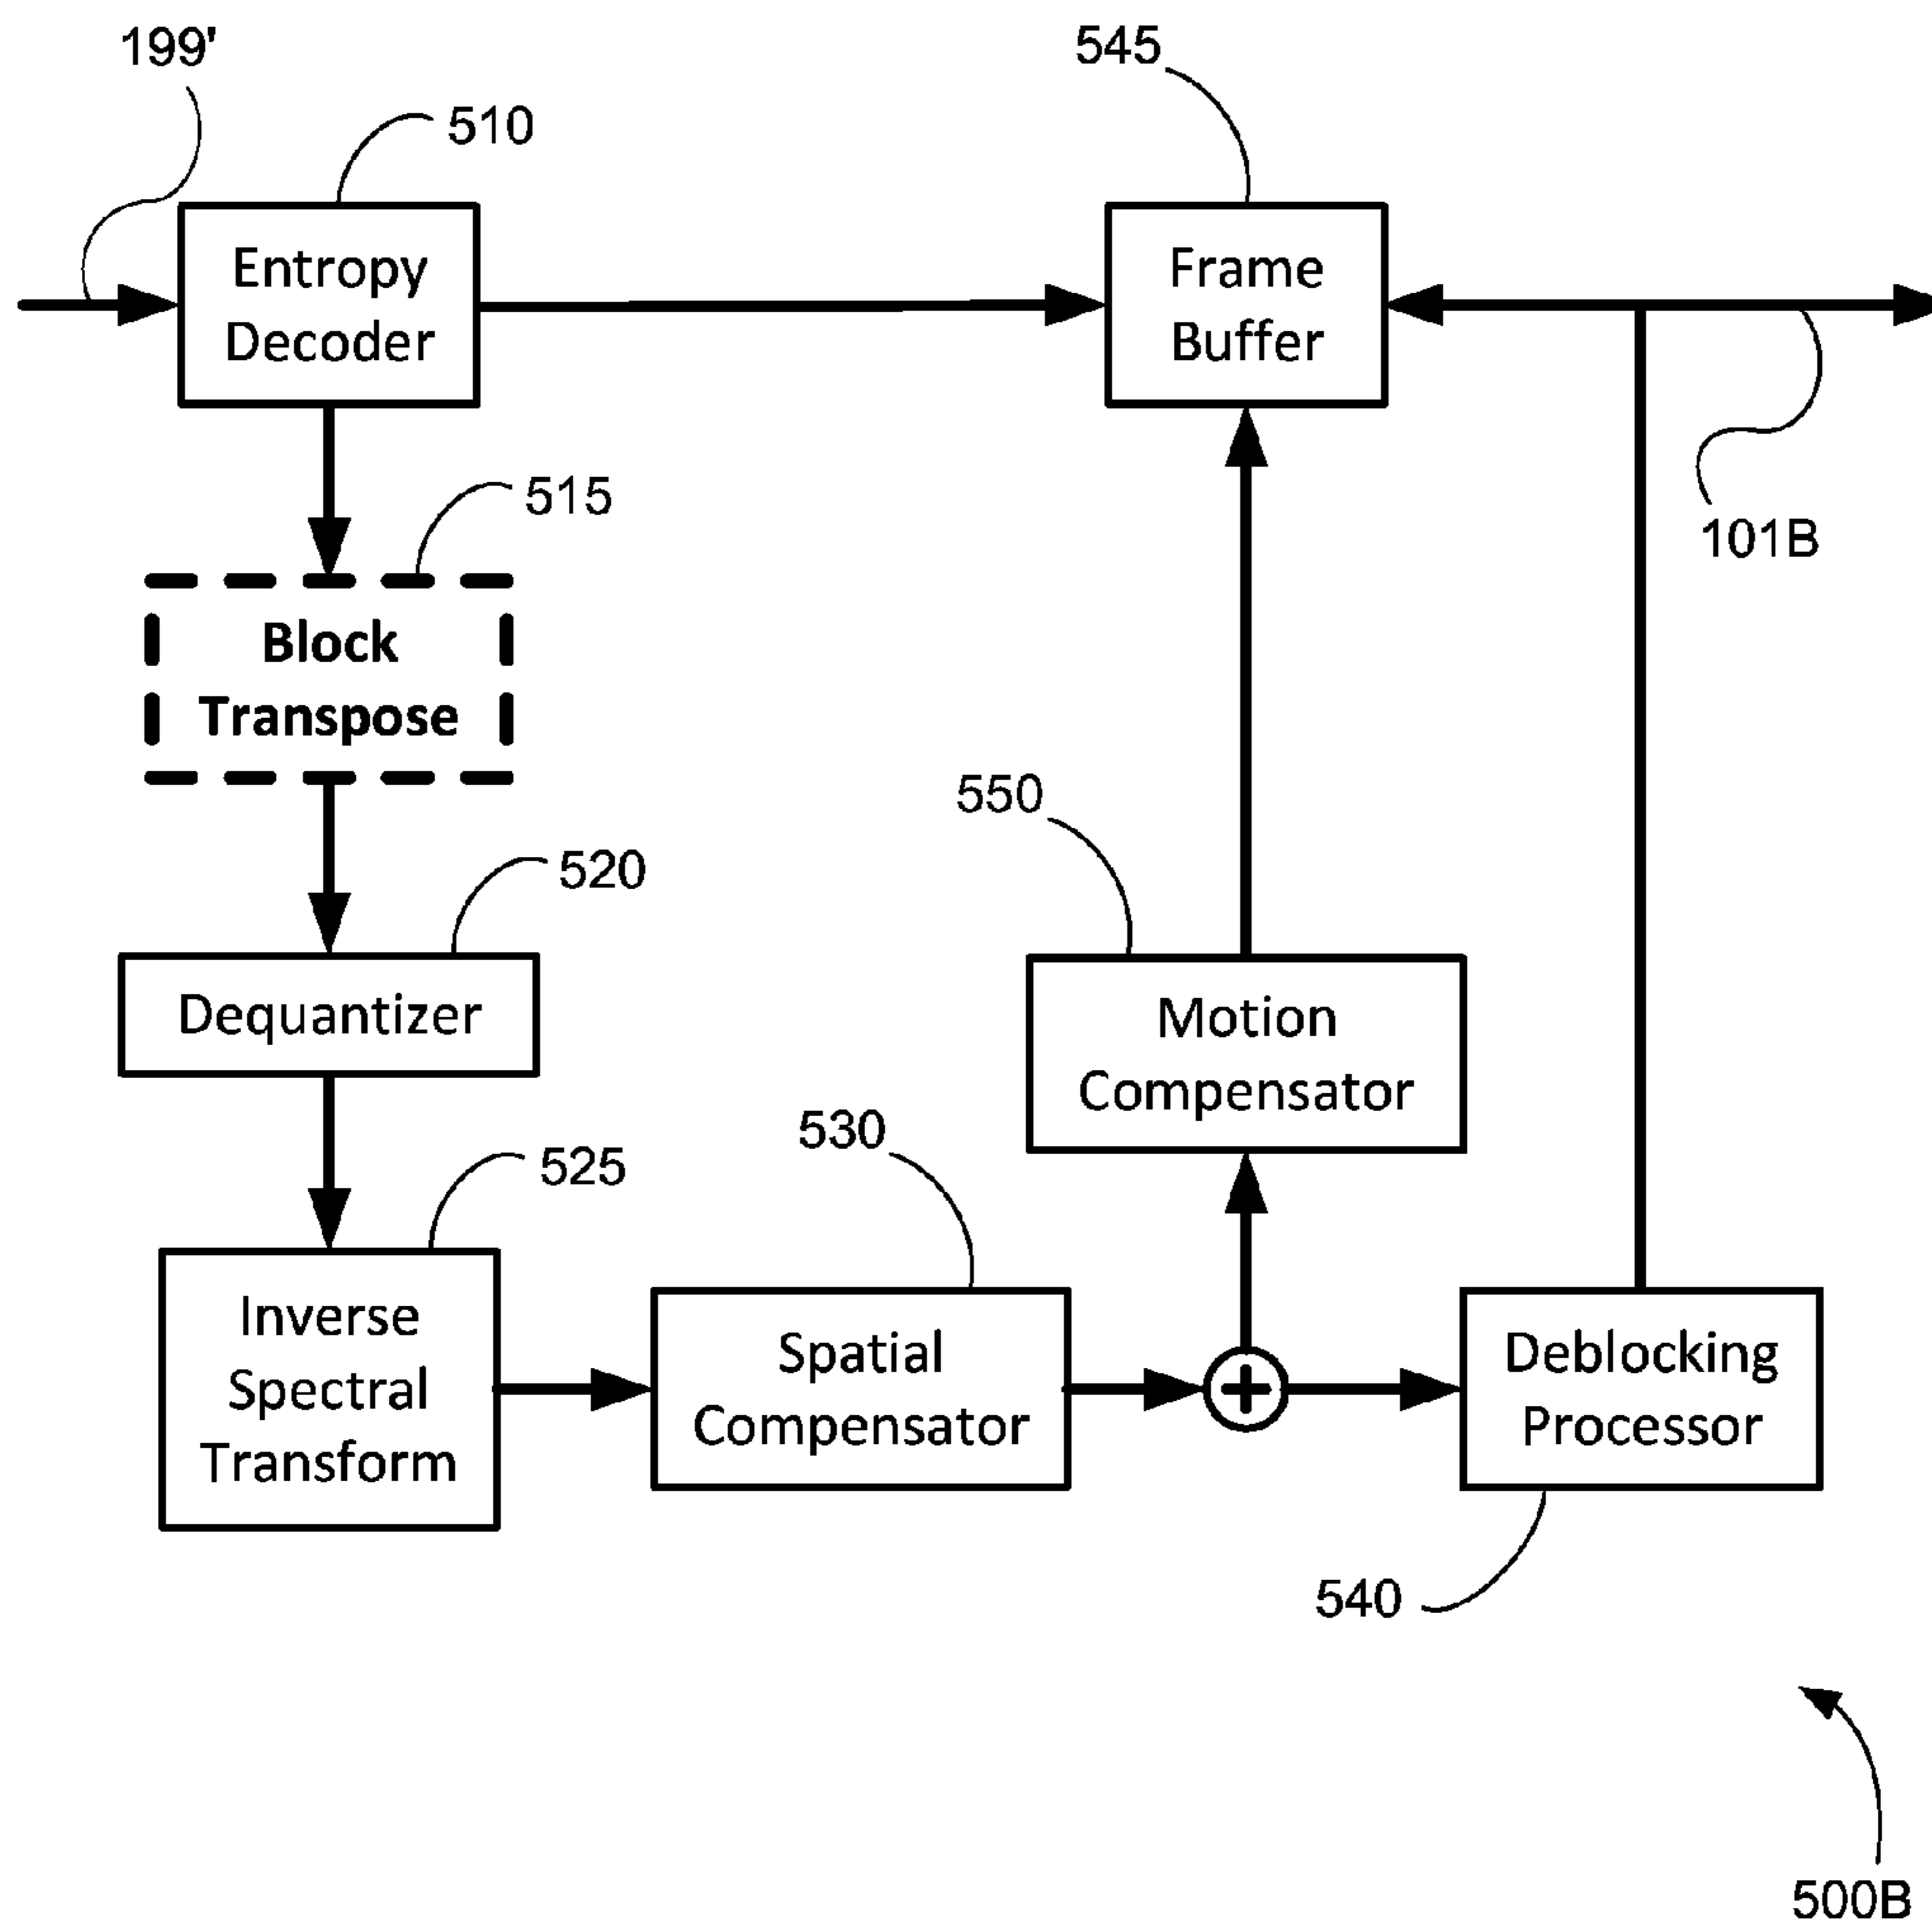 199'
510
545
Entropy
Decoder
Frame
Buffer
101B
515
Block
Transpose
550
520
Dequantizer
Motion
Compensator
530
525
Inverse
Spectral
Transform
Spatial
Compensator
+
Deblocking
Processor
540
500B